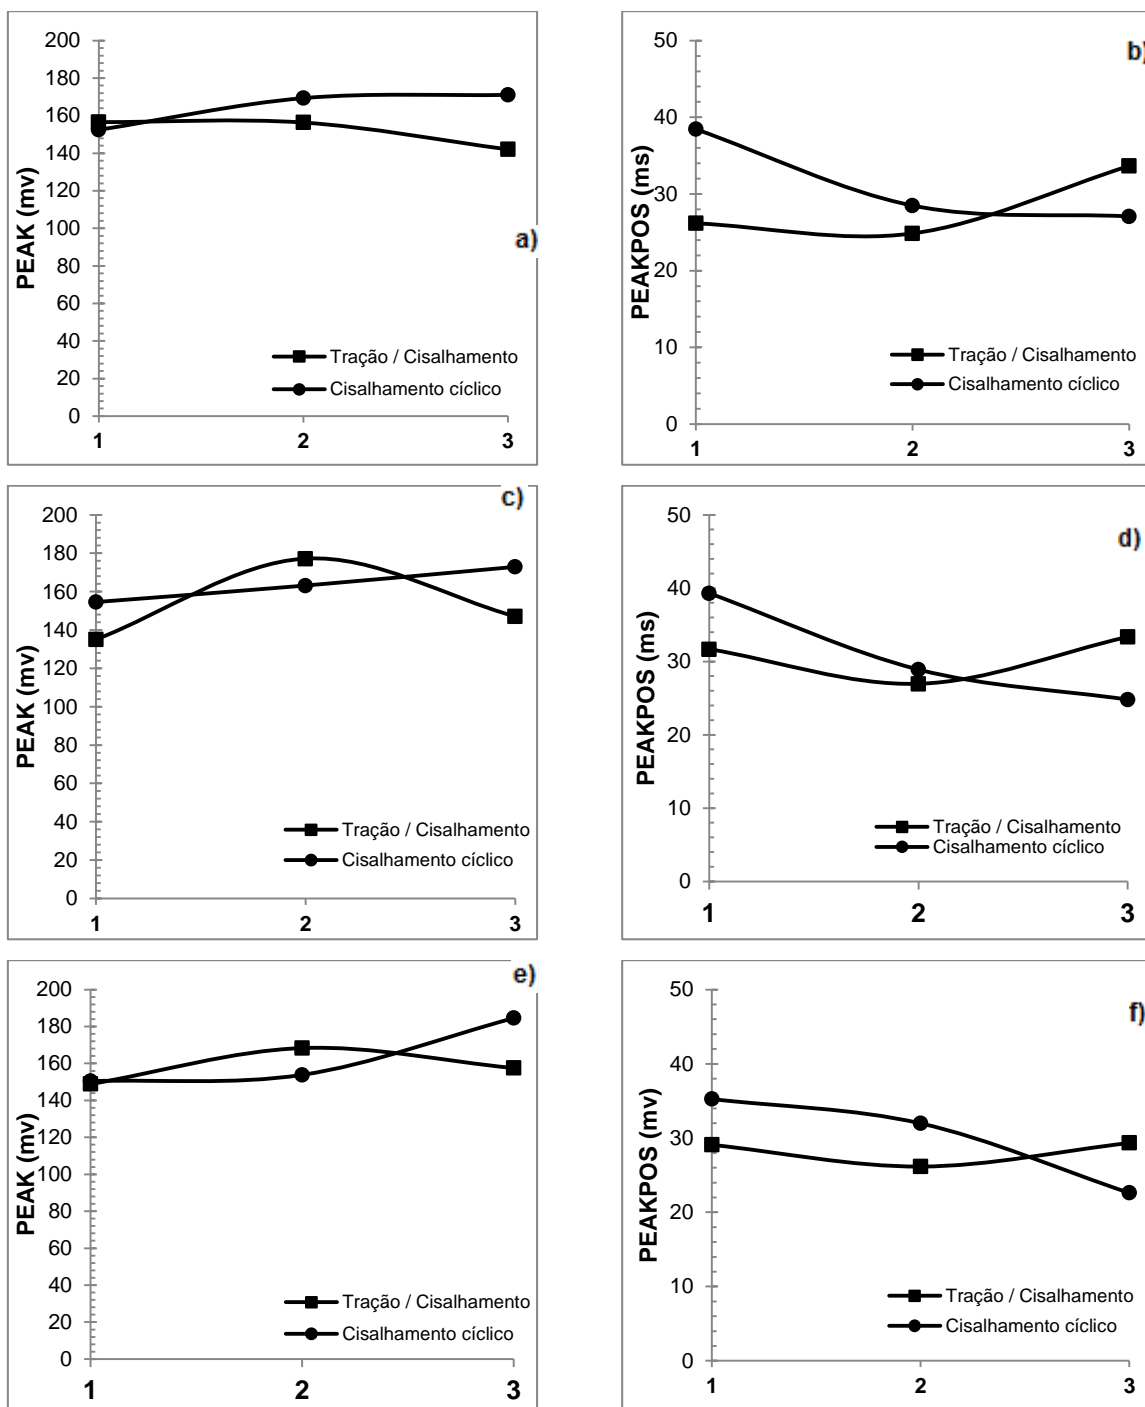 200
180
160
140
120
100
80
60
40
20
0
1
2
3
PEAK (mv)
a)
Tração / Cisalhamento
Cisalhamento cíclico
50
40
30
20
10
0
1
2
3
PEAKPOS (ms)
b)
Tração / Cisalhamento
Cisalhamento cíclico
200
180
160
140
120
100
80
60
40
20
0
1
2
3
PEAK (mv)
c)
Tração / Cisalhamento
Cisalhamento cíclico
50
40
30
20
10
0
1
2
3
PEAKPOS (ms)
d)
Tração / Cisalhamento
Cisalhamento cíclico
200
180
160
140
120
100
80
60
40
20
0
1
2
3
PEAK (mv)
e)
Tração / Cisalhamento
Cisalhamento cíclico
50
40
30
20
10
0
1
2
3
PEAKPOS (mv)
f)
Tração / Cisalhamento
Cisalhamento cíclico